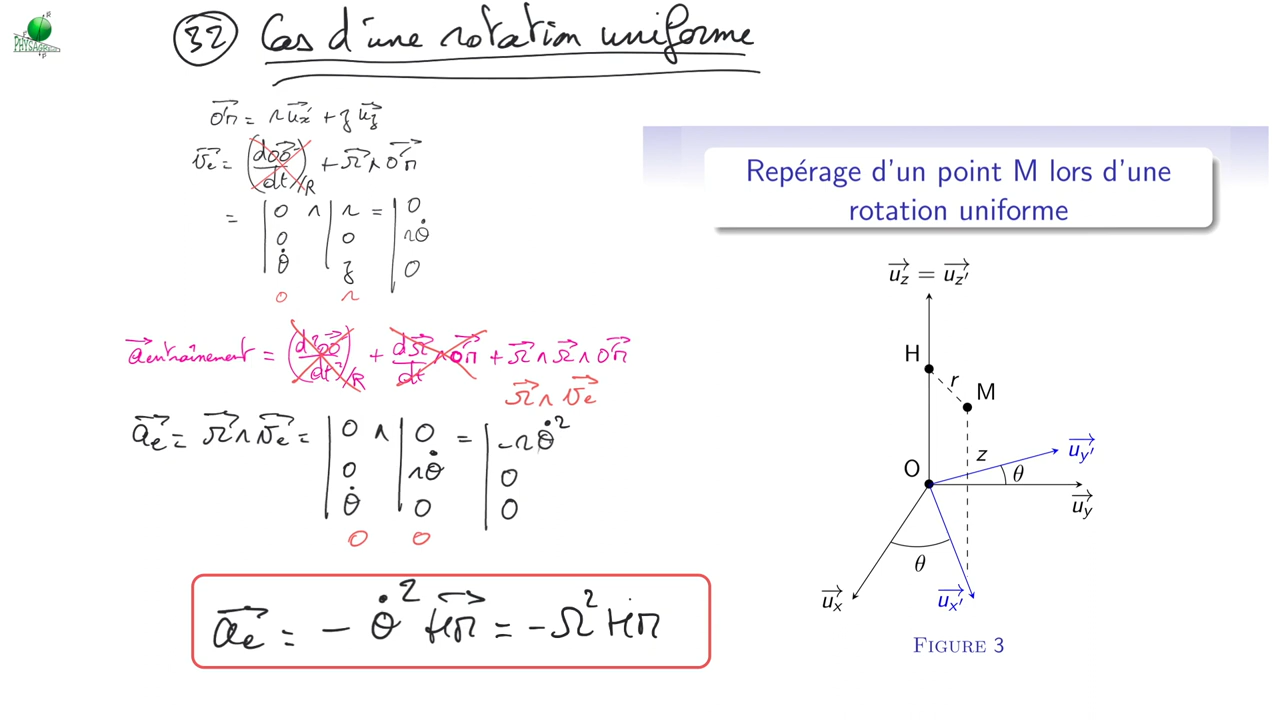 32 Cas d'une rotation uniforme
OM = r ux' + z uz
ve = (dOO'/dt)/R + Ω ∧ O'M
= | 0 ∧ | r = | 0
| 0 | 0 | rθ̇
| θ̇ | z | 0
0 r
a entraînement = (d²OO'/dt²)/R + dΩ/dt ∧ O'M + Ω ∧ Ω ∧ O'M
Ω ∧ ve
ae = Ω ∧ ve = | 0 ∧ | 0 = | -rθ̇²
| 0 | rθ̇ | 0
| θ̇ | 0 | 0
0 0
ae = - θ̇² HM = - Ω² HM
Repérage d'un point M lors d'une
rotation uniforme
uz = uz'
H
r
M
z
uy'
O
θ
uy
θ
ux
ux'
FIGURE 3